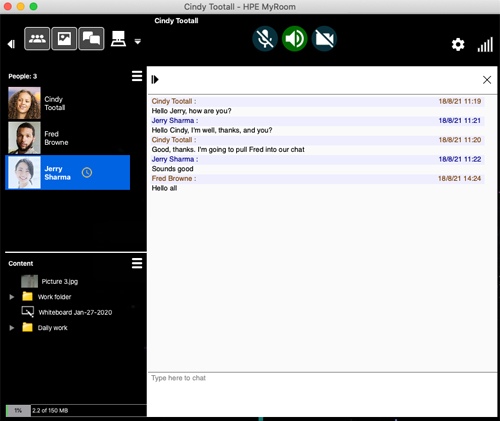 Cindy Tootall - HPE MyRoom
Cindy Tootall
People: 3
Cindy
Tootall
Fred
Browne
Jerry
Sharma
Cindy Tootall : 18/8/21 11:19
Hello Jerry, how are you?
Jerry Sharma : 18/8/21 11:21
Hello Cindy, I'm well, thanks, and you?
Cindy Tootall : 18/8/21 11:20
Good, thanks. I'm going to pull Fred into our chat
Jerry Sharma : 18/8/21 11:22
Sounds good
Fred Browne : 18/8/21 14:24
Hello all
Content
Picture 3.jpg
Work folder
Whiteboard Jan-27-2020
Daily work
Type here to chat
1% 2.2 of 150 MB